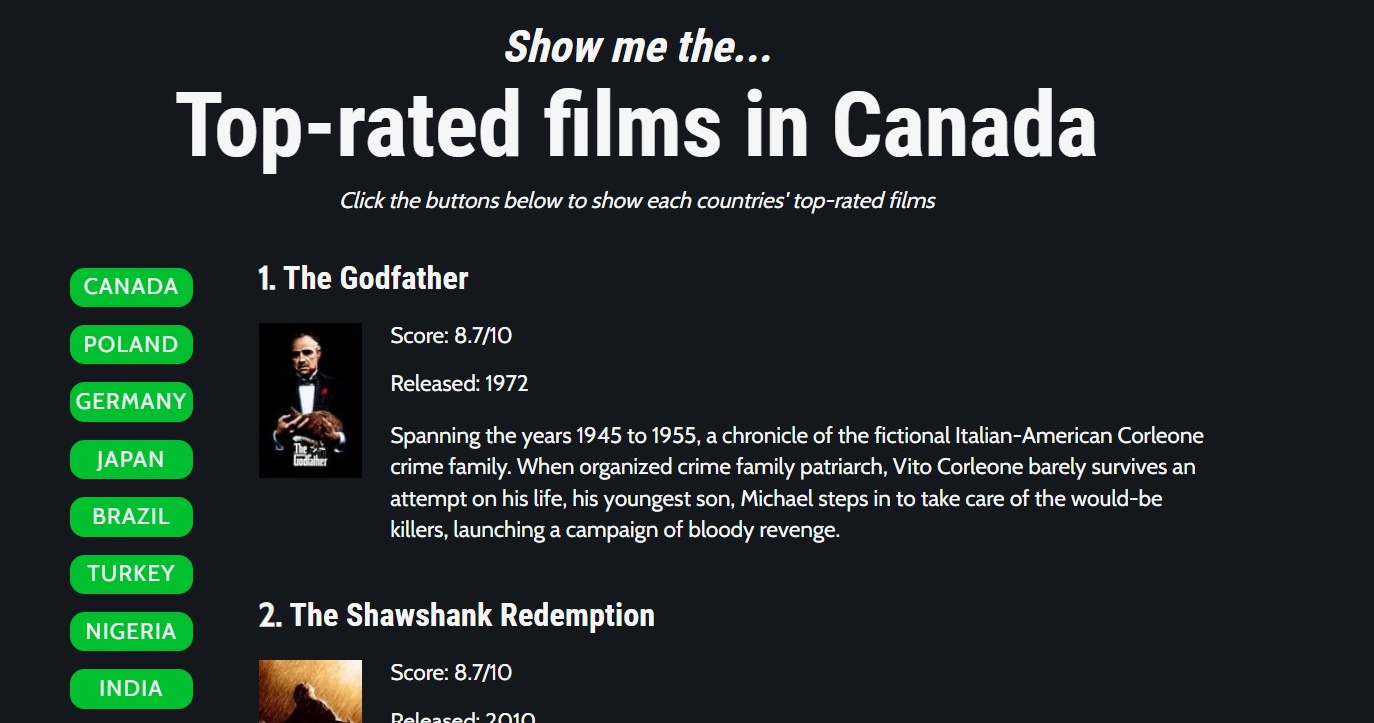 Show me the...
Top-rated films in Canada
Click the buttons below to show each countries' top-rated films
CANADA
POLAND
GERMANY
JAPAN
BRAZIL
TURKEY
NIGERIA
INDIA
1. The Godfather
The
Godfather
Score: 8.7/10
Released: 1972
Spanning the years 1945 to 1955, a chronicle of the fictional Italian-American Corleone
crime family. When organized crime family patriarch, Vito Corleone barely survives an
attempt on his life, his youngest son, Michael steps in to take care of the would-be
killers, launching a campaign of bloody revenge.
2. The Shawshank Redemption
Score: 8.7/10
Released: 2010